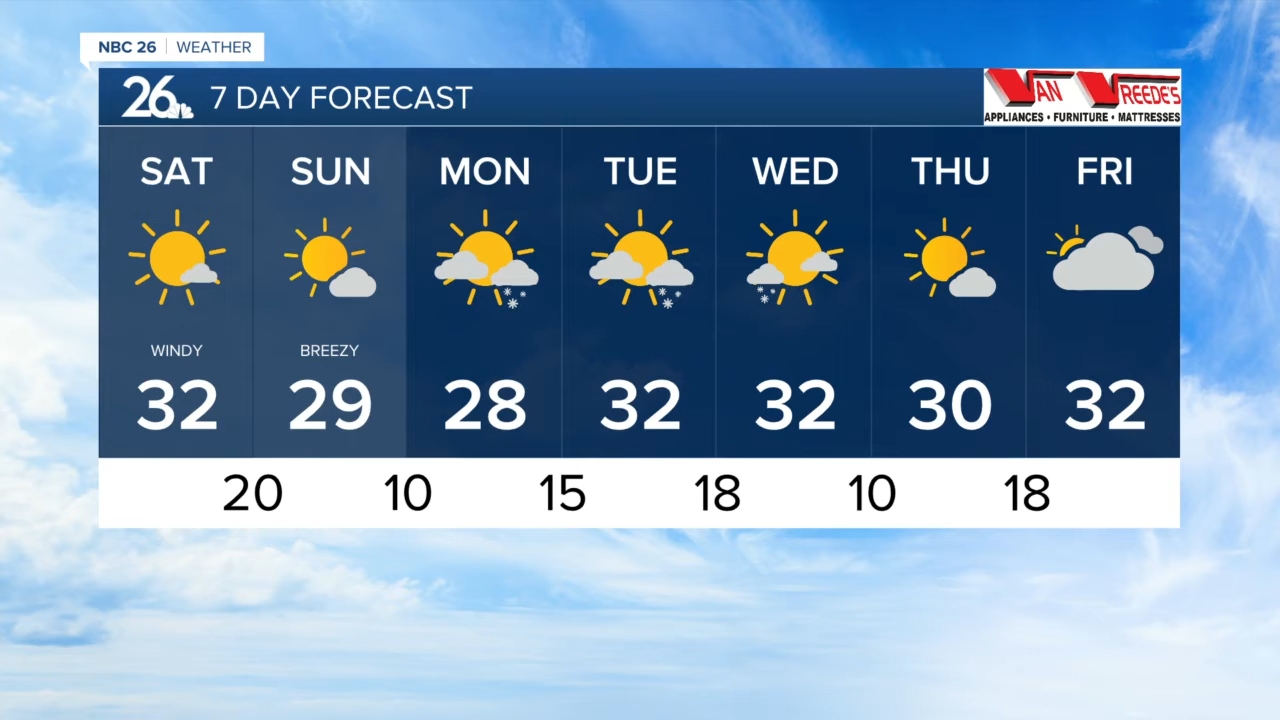 NBC 26 | WEATHER
26 7 DAY FORECAST
VAN VREEDE'S
APPLIANCES • FURNITURE • MATTRESSES
SAT SUN MON TUE WED THU FRI
WINDY BREEZY
32 29 28 32 32 30 32
20 10 15 18 10 18